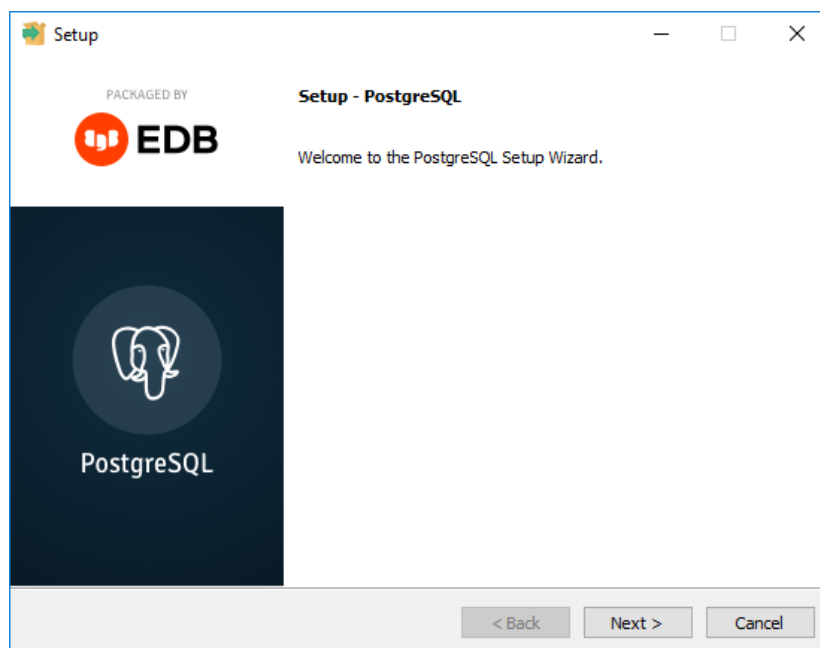 Setup
PACKAGED BY
EDB
Setup - PostgreSQL
Welcome to the PostgreSQL Setup Wizard.
PostgreSQL
< Back
Next >
Cancel